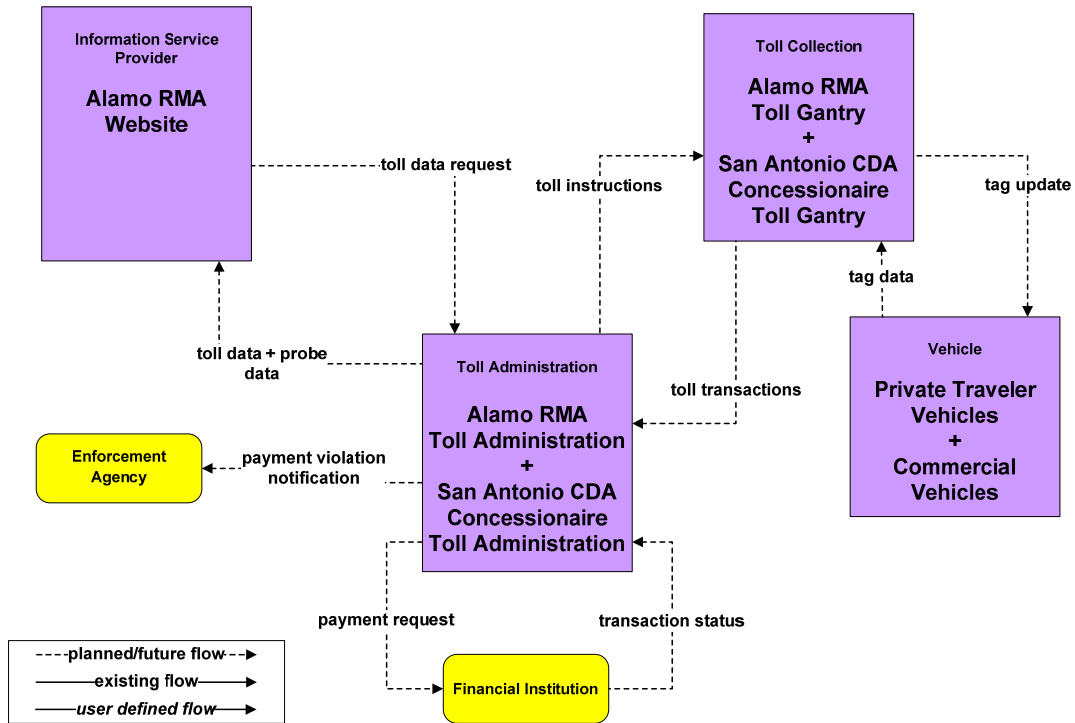 Information Service
Provider
Alamo RMA
Website
Toll Collection
Alamo RMA
Toll Gantry
+
San Antonio CDA
Concessionaire
Toll Gantry
toll data request
toll instructions
tag update
tag data
toll data + probe
data
Toll Administration
Alamo RMA
Toll Administration
+
San Antonio CDA
Concessionaire
Toll Administration
toll transactions
Vehicle
Private Traveler
Vehicles
+
Commercial
Vehicles
Enforcement
Agency
payment violation
notification
payment request
transaction status
Financial Institution
planned/future flow
existing flow
user defined flow